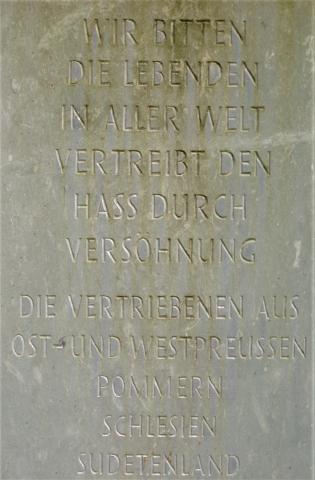 WIR BITTEN
DIE LEBENDEN
IN ALLER WELT
VERTREIBT DEN
HASS DURCH
VERSÖHNUNG
DIE VERTRIEBENEN AUS
OST- UND WESTPREUSSEN
POMMERN
SCHLESIEN
SUDETENLAND